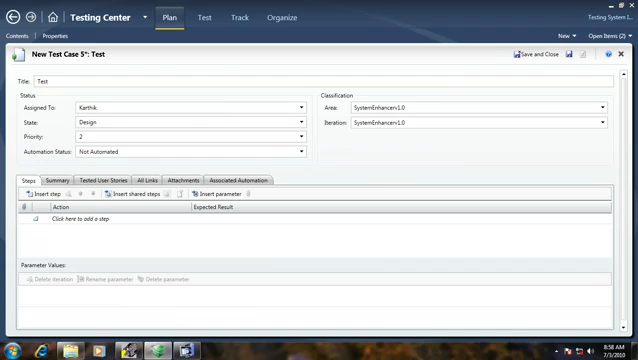 Testing Center
Plan
Test
Track
Organize
Testing System I...
Contents
Properties
New
Open Items (2)
New Test Case 5*: Test
Save and Close
Title:
Test
Status
Classification
Assigned To:
Karthik
Area:
SystemEnhancerv1.0
State:
Design
Iteration:
SystemEnhancerv1.0
Priority:
2
Automation Status:
Not Automated
Steps
Summary
Tested User Stories
All Links
Attachments
Associated Automation
Insert step
Insert shared steps
Insert parameter
Action
Expected Result
Click here to add a step
Parameter Values:
Delete iteration
Rename parameter
Delete parameter
8:58 AM
7/3/2010